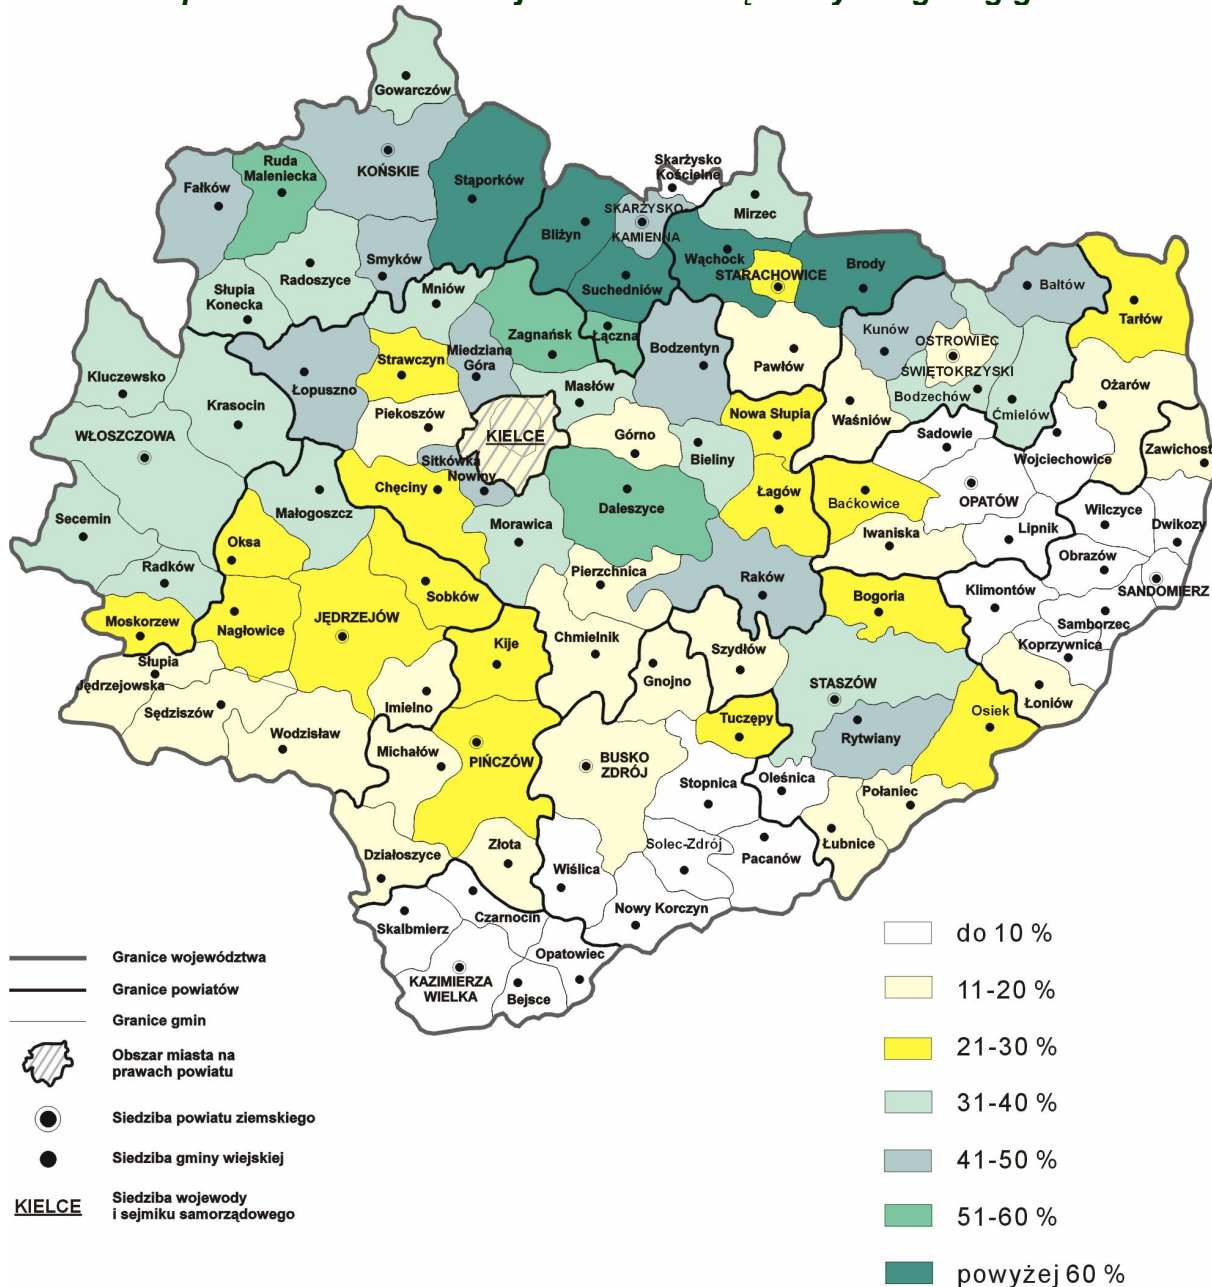 Gowarczów
KOŃSKIE
Ruda
Maleniecka
Fałków
Stąporków
Skarżysko
Kościelne
SKARŻYSKO-
KAMIENNA
Bliżyn
Mirzec
Wąchock
STARACHOWICE
Brody
Suchedniów
Smyków
Radoszyce
Słupia
Konecka
Mniów
Zagnańsk
Łączna
Bodzentyn
Pawłów
Kunów
OSTROWIEC
ŚWIĘTOKRZYSKI
Bodzechów
Bałtów
Tarłów
Ćmielów
Ożarów
Kluczewsko
Krasocin
Łopuszno
Strawczyn
Miedziana
Góra
Masłów
Piekoszów
KIELCE
Górno
Nowa Słupia
Waśniów
Sadowie
Wojciechowice
Zawichost
WŁOSZCZOWA
Sitkówka
Nowiny
Bieliny
Chęciny
Daleszyce
Łagów
Baćkowice
OPATÓW
Wilczyce
Dwikozy
Secemin
Małogoszcz
Morawica
Iwaniska
Lipnik
Obrazów
Oksa
Radków
Pierzchnica
Raków
Klimontów
SANDOMIERZ
Sobków
Bogoria
Samborzec
Moskorzew
Nagłowice
JĘDRZEJÓW
Kije
Chmielnik
Szydłów
Koprzywnica
Słupia
Jędrzejowska
Gnojno
STASZÓW
Łoniów
Sędziszów
Imielno
Tuczępy
Osiek
Wodzisław
Michałów
PIŃCZÓW
BUSKO
ZDRÓJ
Rytwiany
Stopnica
Oleśnica
Połaniec
Działoszyce
Złota
Wiślica
Solec-Zdrój
Pacanów
Łubnice
Skalbmierz
Czarnocin
Nowy Korczyn
KAZIMIERZA
WIELKA
Opatowiec
Bejsce
Granice województwa
Granice powiatów
Granice gmin
Obszar miasta na
prawach powiatu
Siedziba powiatu ziemskiego
Siedziba gminy wiejskiej
KIELCE
Siedziba wojewody
i sejmiku samorządowego
do 10 %
11-20 %
21-30 %
31-40 %
41-50 %
51-60 %
powyżej 60 %